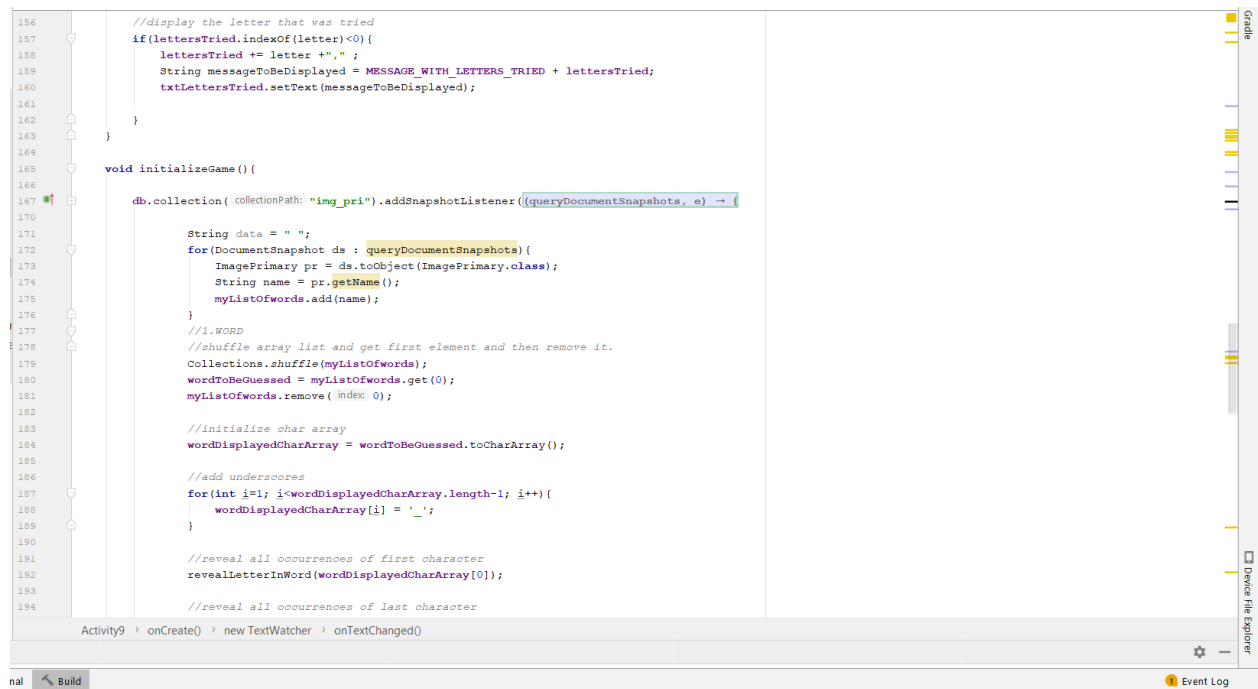 156 //display the letter that was tried
157 if(lettersTried.indexOf(letter)<0){
158 lettersTried += letter +"," ;
159 String messageToBeDisplayed = MESSAGE_WITH_LETTERS_TRIED + lettersTried;
160 txtLettersTried.setText(messageToBeDisplayed);
161
162 }
163 }
164
165 void initializeGame(){
166
167 db.collection( collectionPath: "img_pri").addSnapshotListener((queryDocumentSnapshots, e) → {
170
171 String data = " ";
172 for(DocumentSnapshot ds : queryDocumentSnapshots){
173 ImagePrimary pr = ds.toObject(ImagePrimary.class);
174 String name = pr.getName();
175 myListOfwords.add(name);
176 }
177 //1.WORD
178 //shuffle array list and get first element and then remove it.
179 Collections.shuffle(myListOfwords);
180 wordToBeGuessed = myListOfwords.get(0);
181 myListOfwords.remove( index: 0);
182
183 //initialize char array
184 wordDisplayedCharArray = wordToBeGuessed.toCharArray();
185
186 //add underscores
187 for(int i=1; i<wordDisplayedCharArray.length-1; i++){
188 wordDisplayedCharArray[i] = '_';
189 }
190
191 //reveal all occurrences of first character
192 revealLetterInWord(wordDisplayedCharArray[0]);
193
194 //reveal all occurrences of last character
Activity9 › onCreate() › new TextWatcher › onTextChanged()
nal Build
1 Event Log
Gradle
Device File Explorer